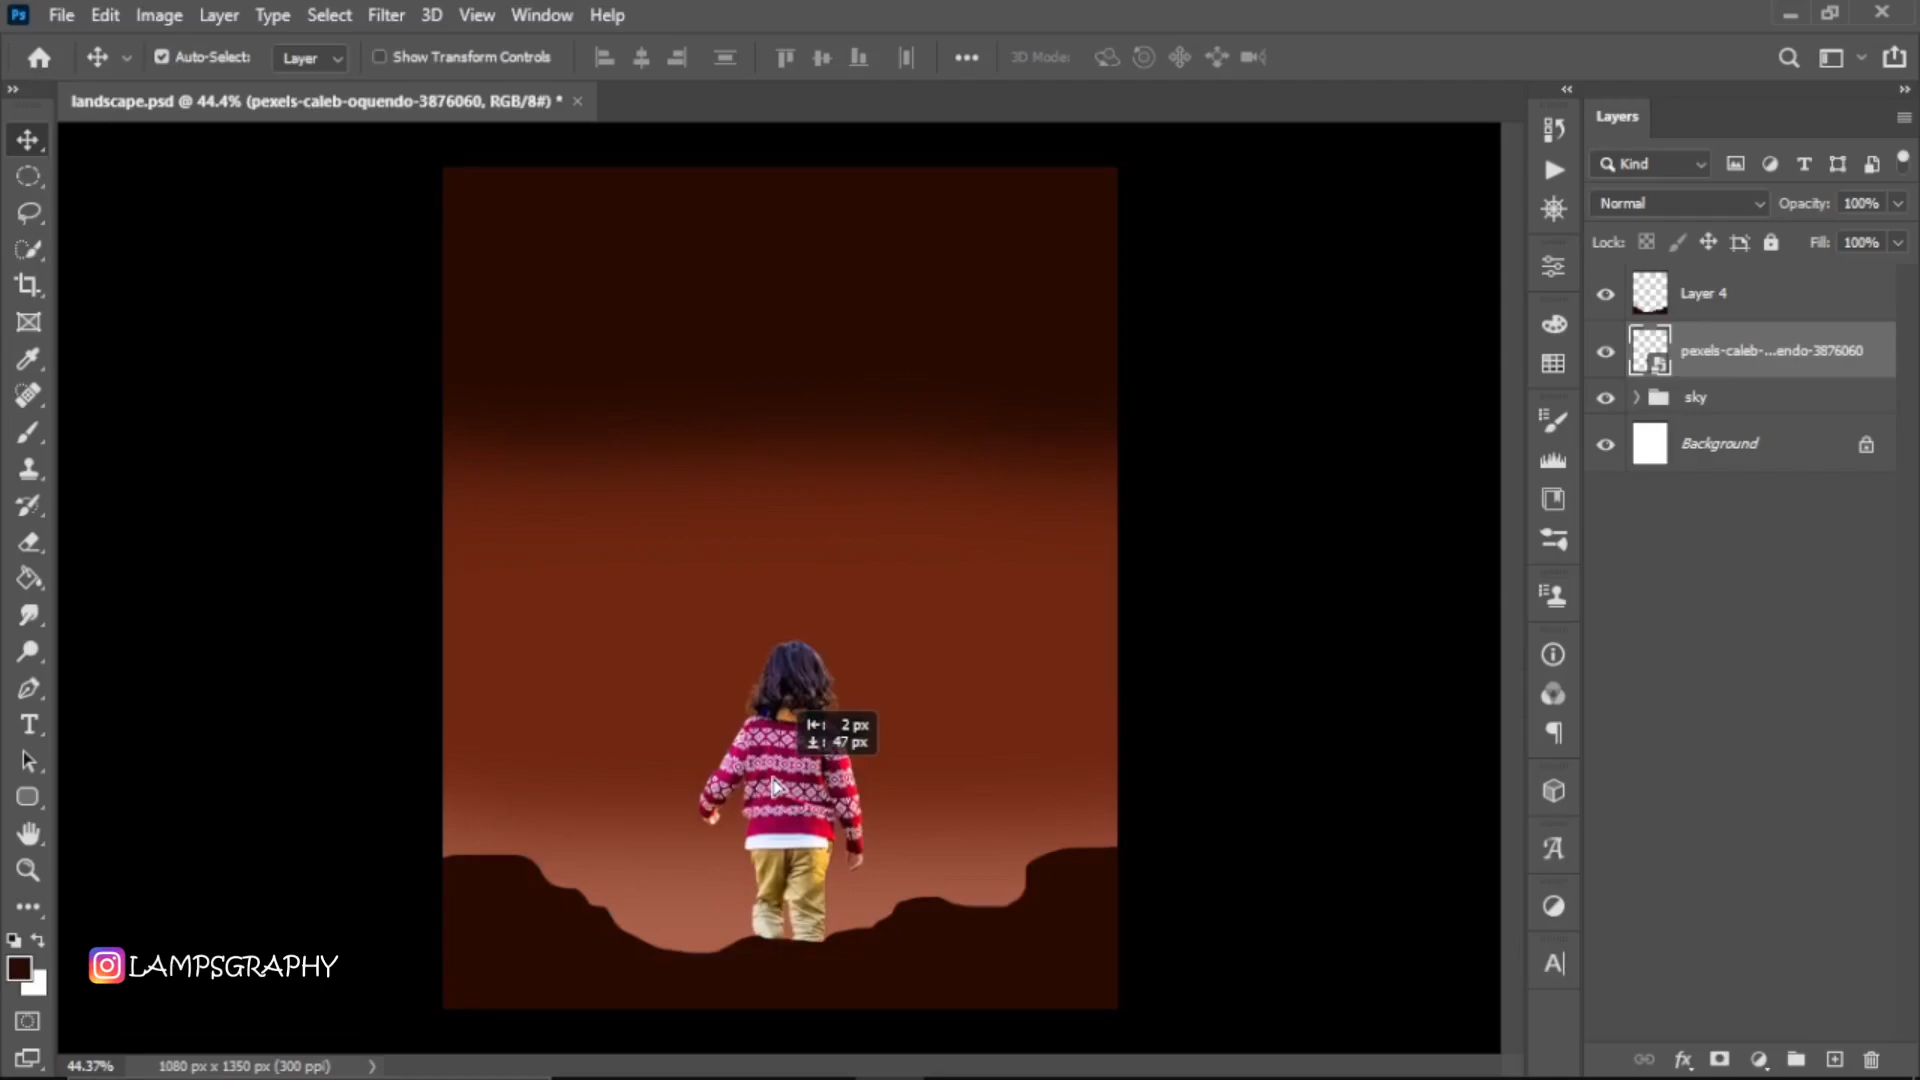 Ps File Edit Image Layer Type Select Filter 3D View Window Help
Auto-Select: Layer Show Transform Controls 3D Mode:
landscape.psd @ 44.4% (pexels-caleb-oquendo-3876060, RGB/8#) *
Layers
Kind
Normal Opacity: 100%
Lock: Fill: 100%
Layer 4
pexels-caleb-...endo-3876060
sky
Background
2 px
47 px
LAMPSGRAPHY
44.37% 1080 px x 1350 px (300 ppi)